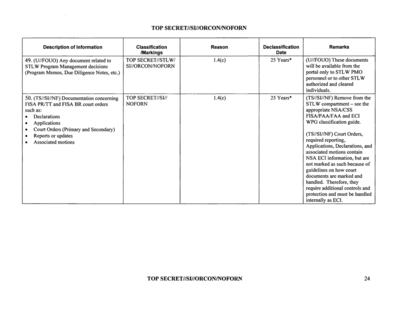 TOP SECRET//SI//ORCON/NOFORN
Description of Information
Classification
/Markings
Reason
Declassification
Date
Remarks
49. (U//FOUO) Any document related to
STLW Program Management decisions
(Program Memos, Due Diligence Notes, etc.)
TOP SECRET//STLW/
SI//ORCON/NOFORN
1.4(c)
25 Years*
(U//FOUO) These documents
will be available from the
portal only to STLW PMO
personnel or to other STLW
authorized and cleared
individuals.
50. (TS//SI//NF) Documentation concerning
FISA PR/TT and FISA BR court orders
such as:
• Declarations
• Applications
• Court Orders (Primary and Secondary)
• Reports or updates
• Associated motions
TOP SECRET//SI//
NOFORN
1.4(c)
25 Years*
(TS//SI//NF) Remove from the
STLW compartment – see the
appropriate NSA/CSS
FISA/PAA/FAA and ECI
WPG classification guide.
(TS//SI//NF) Court Orders,
required reporting,
Applications, Declarations, and
associated motions contain
NSA ECI information, but are
not marked as such because of
guidelines on how court
documents are marked and
handled. Therefore, they
require additional controls and
protection and must be handled
internally as ECI.
TOP SECRET//SI//ORCON/NOFORN
24